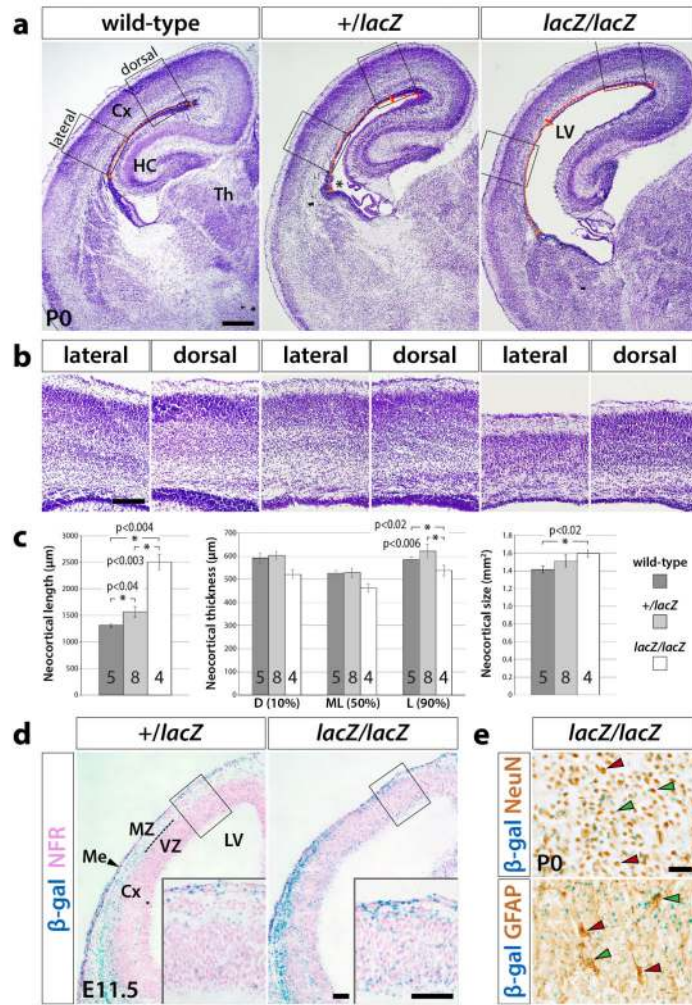 a
wild-type +/lacZ lacZ/lacZ
dorsal
lateral
Cx
HC
Th
P0
*
LV
b
lateral dorsal lateral dorsal lateral dorsal
c
Neocortical length (μm)
3000
2500
2000
1500
1000
500
0
p<0.004
*
p<0.003 *
p<0.04
*
5 8 4
Neocortical thickness (μm)
700
600
500
400
300
200
100
0
p<0.02 *
p<0.006 *
5 8 4 5 8 4 5 8 4
D (10%) ML (50%) L (90%)
Neocortical size (mm²)
1.8
1.6
1.4
1.2
1.0
0.8
0.6
0.4
0.2
0
p<0.02
*
5 8 4
wild-type
+/lacZ
lacZ/lacZ
d
+/lacZ lacZ/lacZ
β-gal NFR
MZ
VZ
LV
Me
Cx
E11.5
e
lacZ/lacZ
β-gal NeuN
P0
β-gal GFAP